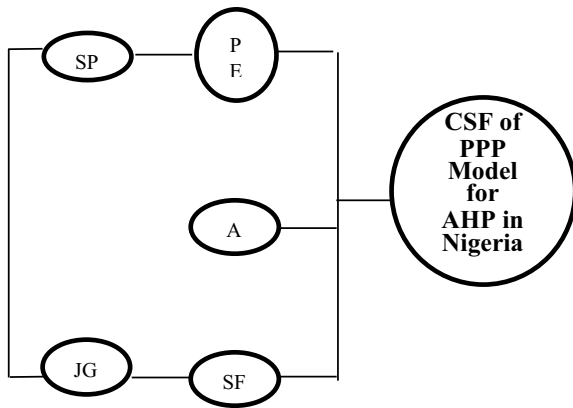 SP
P
E
A
JG
SF
CSF of
PPP
Model
for
AHP in
Nigeria